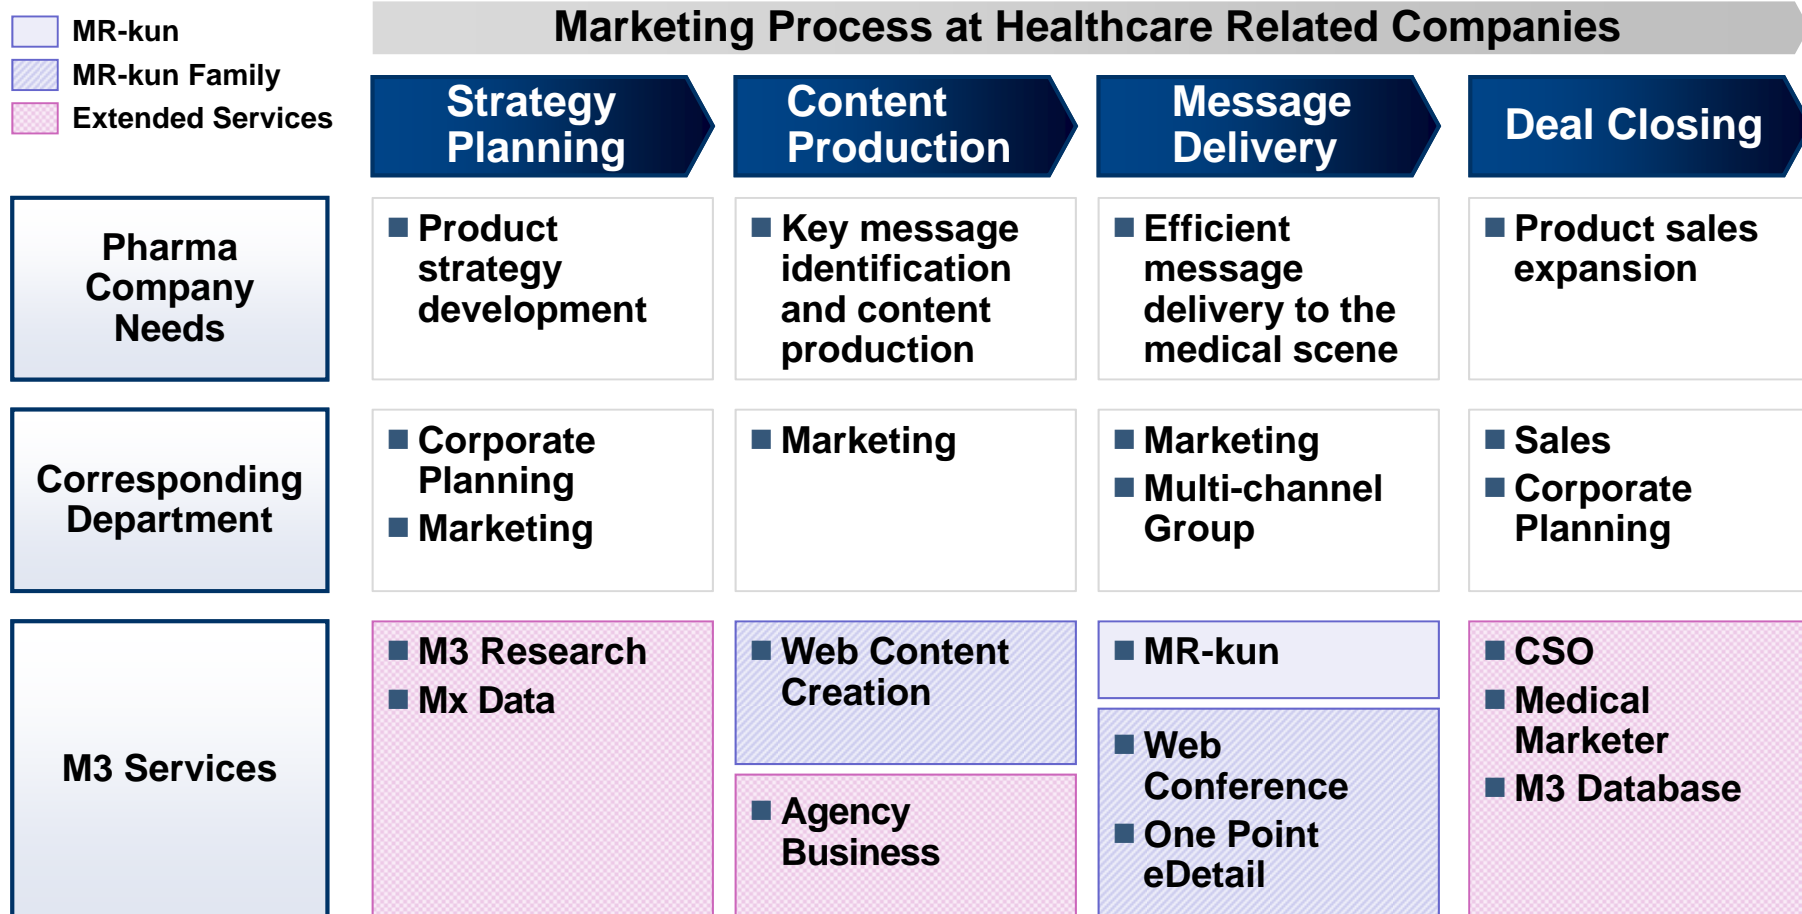 MR-kun
MR-kun Family
Extended Services
Marketing Process at Healthcare Related Companies
Strategy
Planning
Content
Production
Message
Delivery
Deal Closing
Pharma
Company
Needs
Product
strategy
development
Key message
identification
and content
production
Efficient
message
delivery to the
medical scene
Product sales
expansion
Corresponding
Department
Corporate
Planning
Marketing
Marketing
Marketing
Multi-channel
Group
Sales
Corporate
Planning
M3 Services
M3 Research
Mx Data
Web Content
Creation
Agency
Business
MR-kun
Web
Conference
One Point
eDetail
CSO
Medical
Marketer
M3 Database